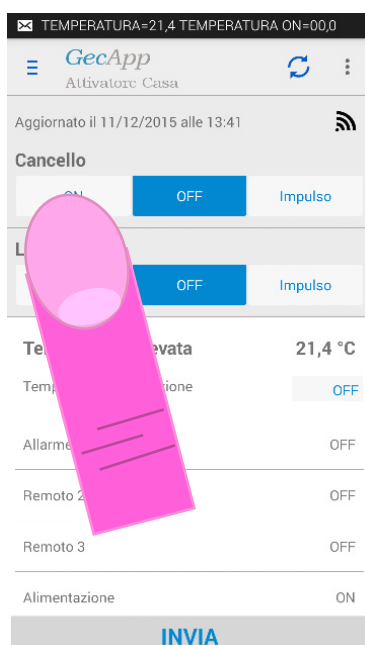 TEMPERATURA=21,4 TEMPERATURA ON=00,0
GecApp
Attivatore Casa
Aggiornato il 11/12/2015 alle 13:41
Cancello
ON OFF Impulso
OFF Impulso
21,4 °C
OFF
OFF
Remoto 2 OFF
Remoto 3 OFF
Alimentazione ON
INVIA